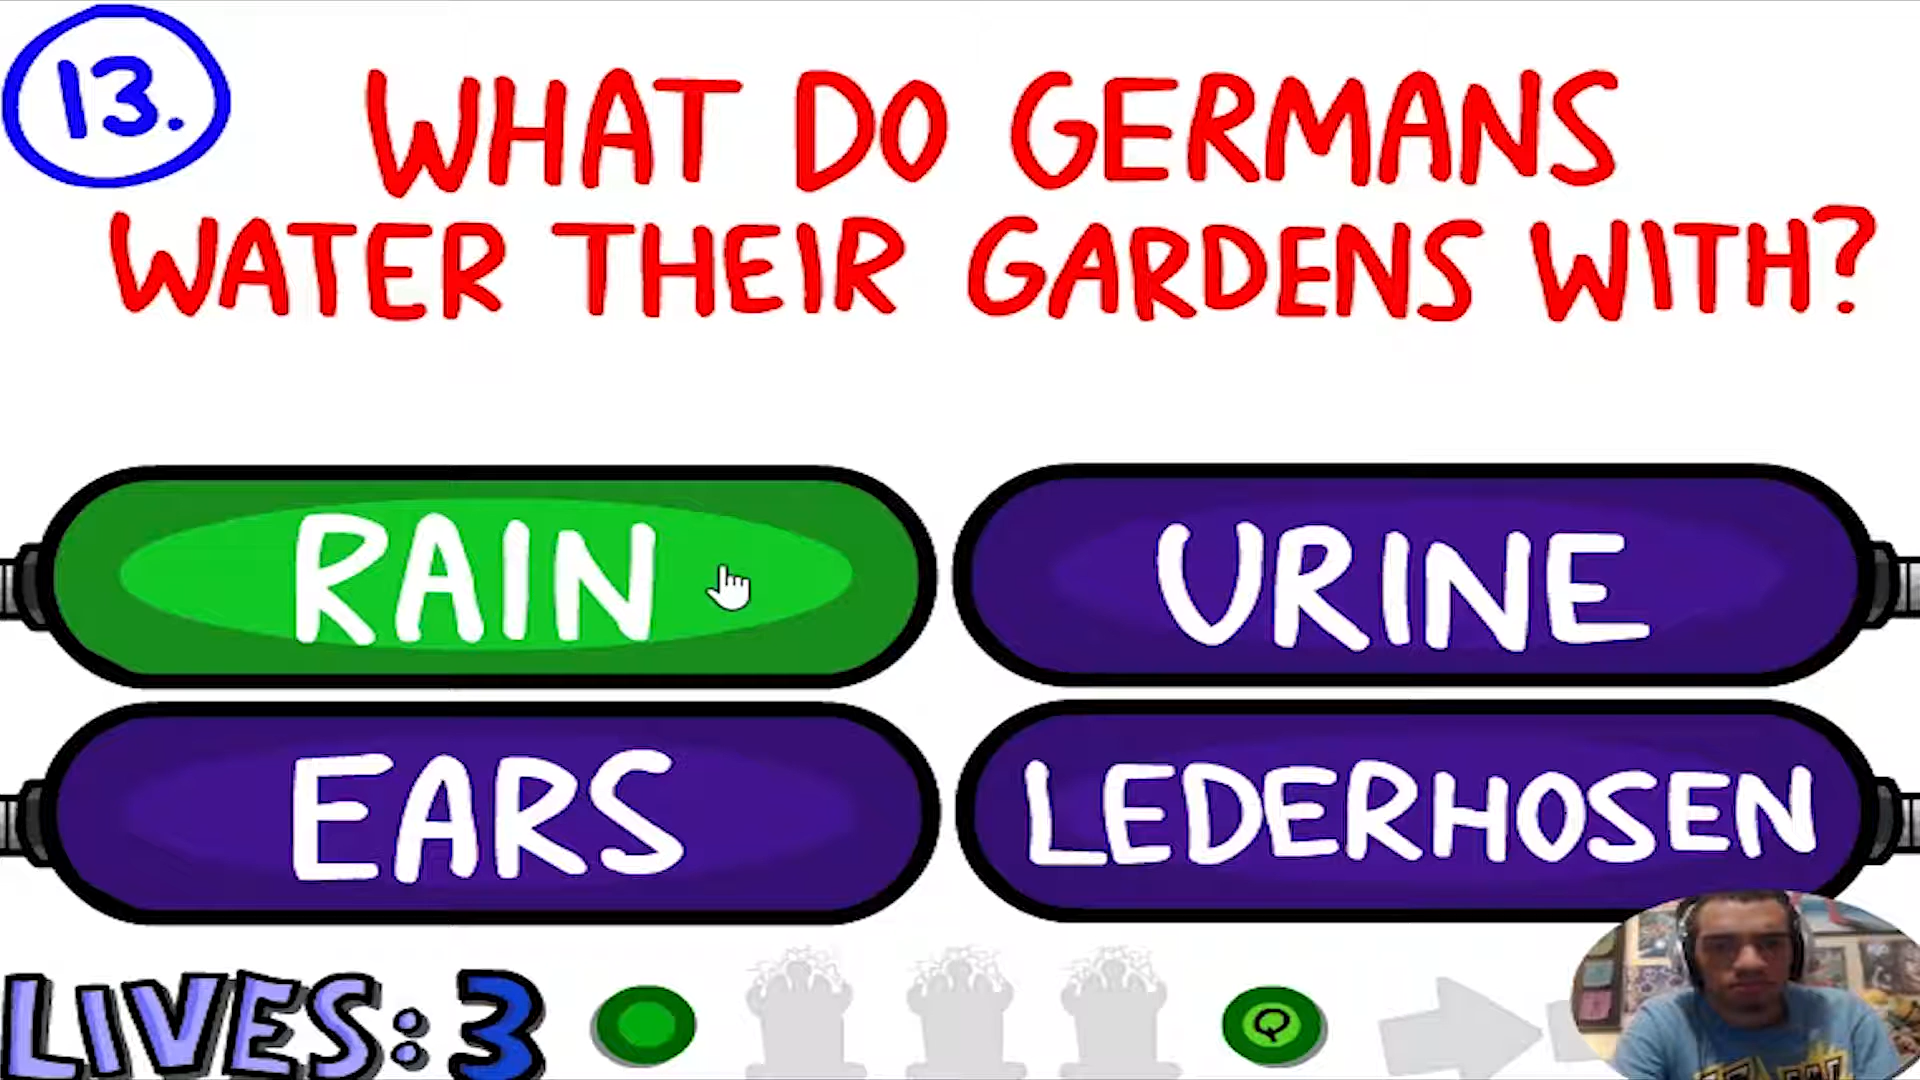 13.
WHAT DO GERMANS
WATER THEIR GARDENS WITH?
RAIN
URINE
EARS
LEDERHOSEN
LIVES: 3
Q